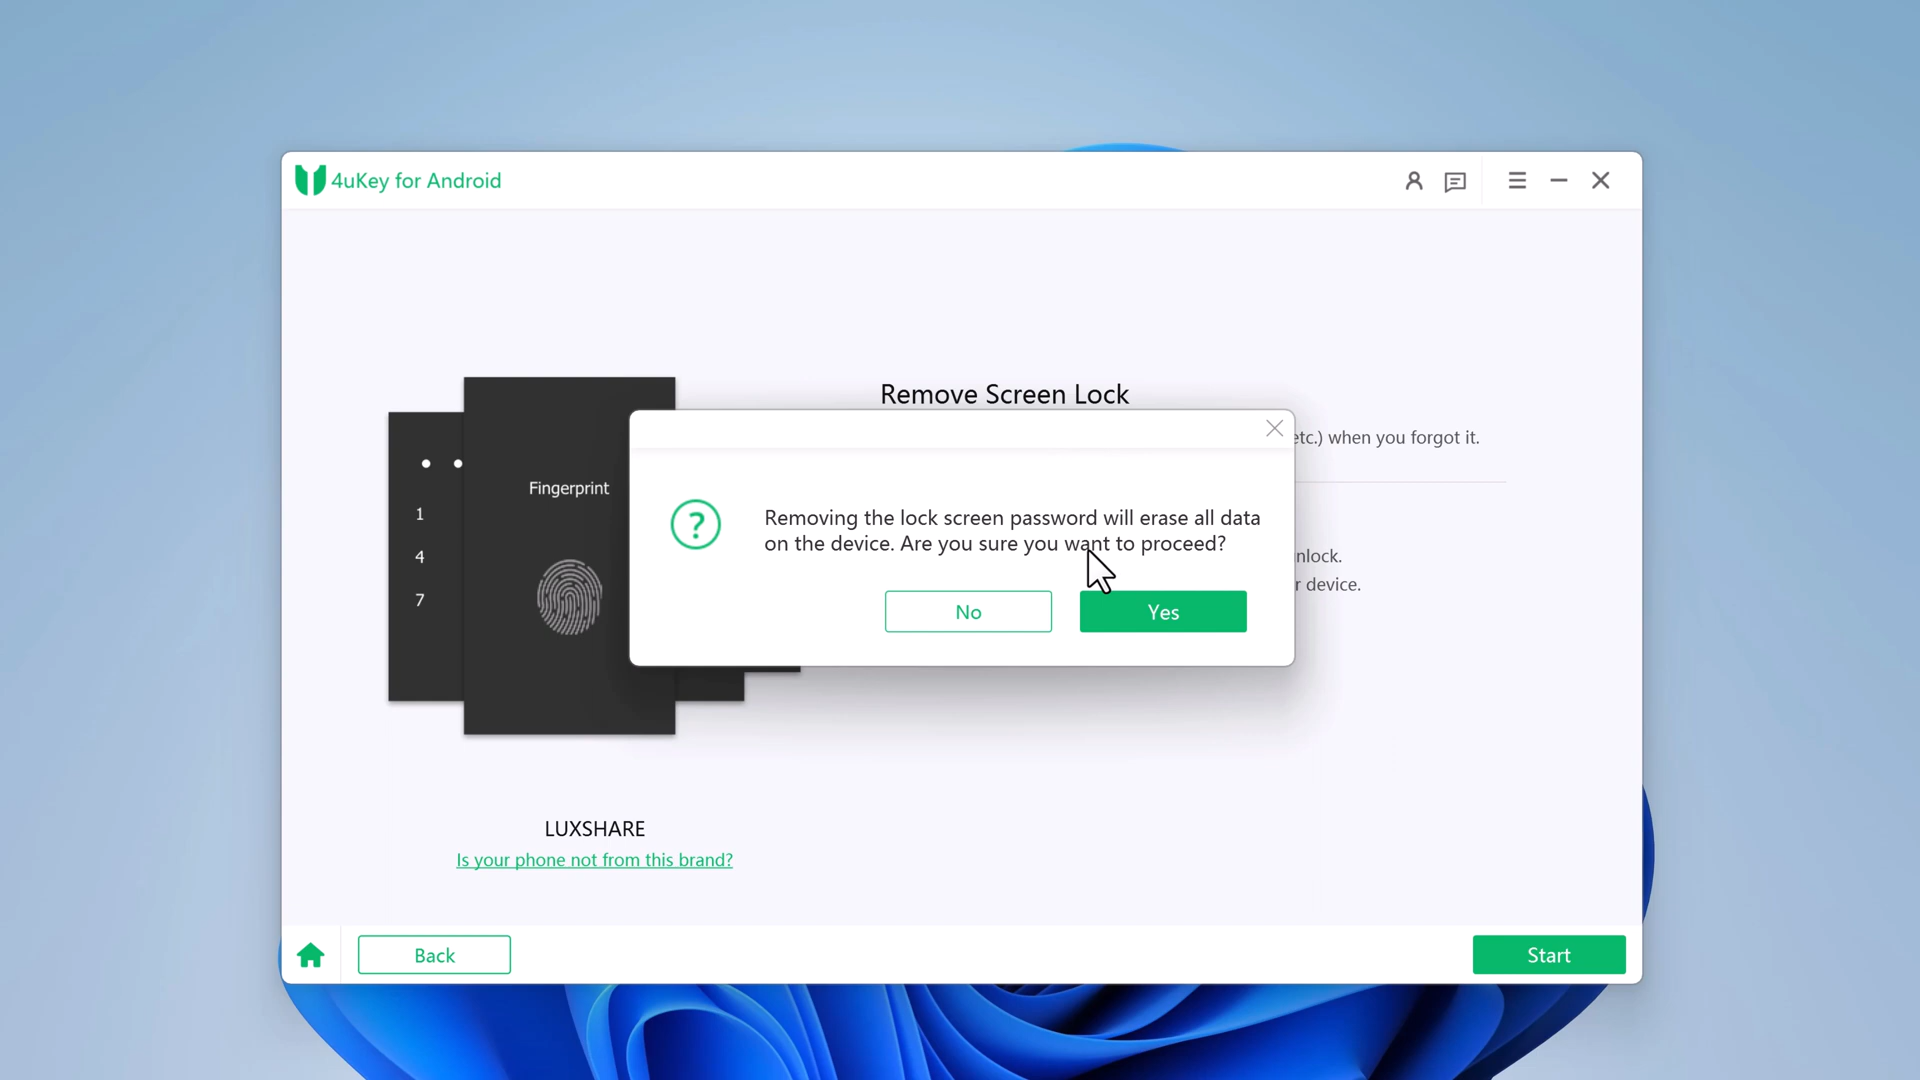 4uKey for Android
Remove Screen Lock
etc.) when you forgot it.
Fingerprint
1
4
7
Removing the lock screen password will erase all data
on the device. Are you sure you want to proceed?
nlock.
r device.
No
Yes
LUXSHARE
Is your phone not from this brand?
Back
Start